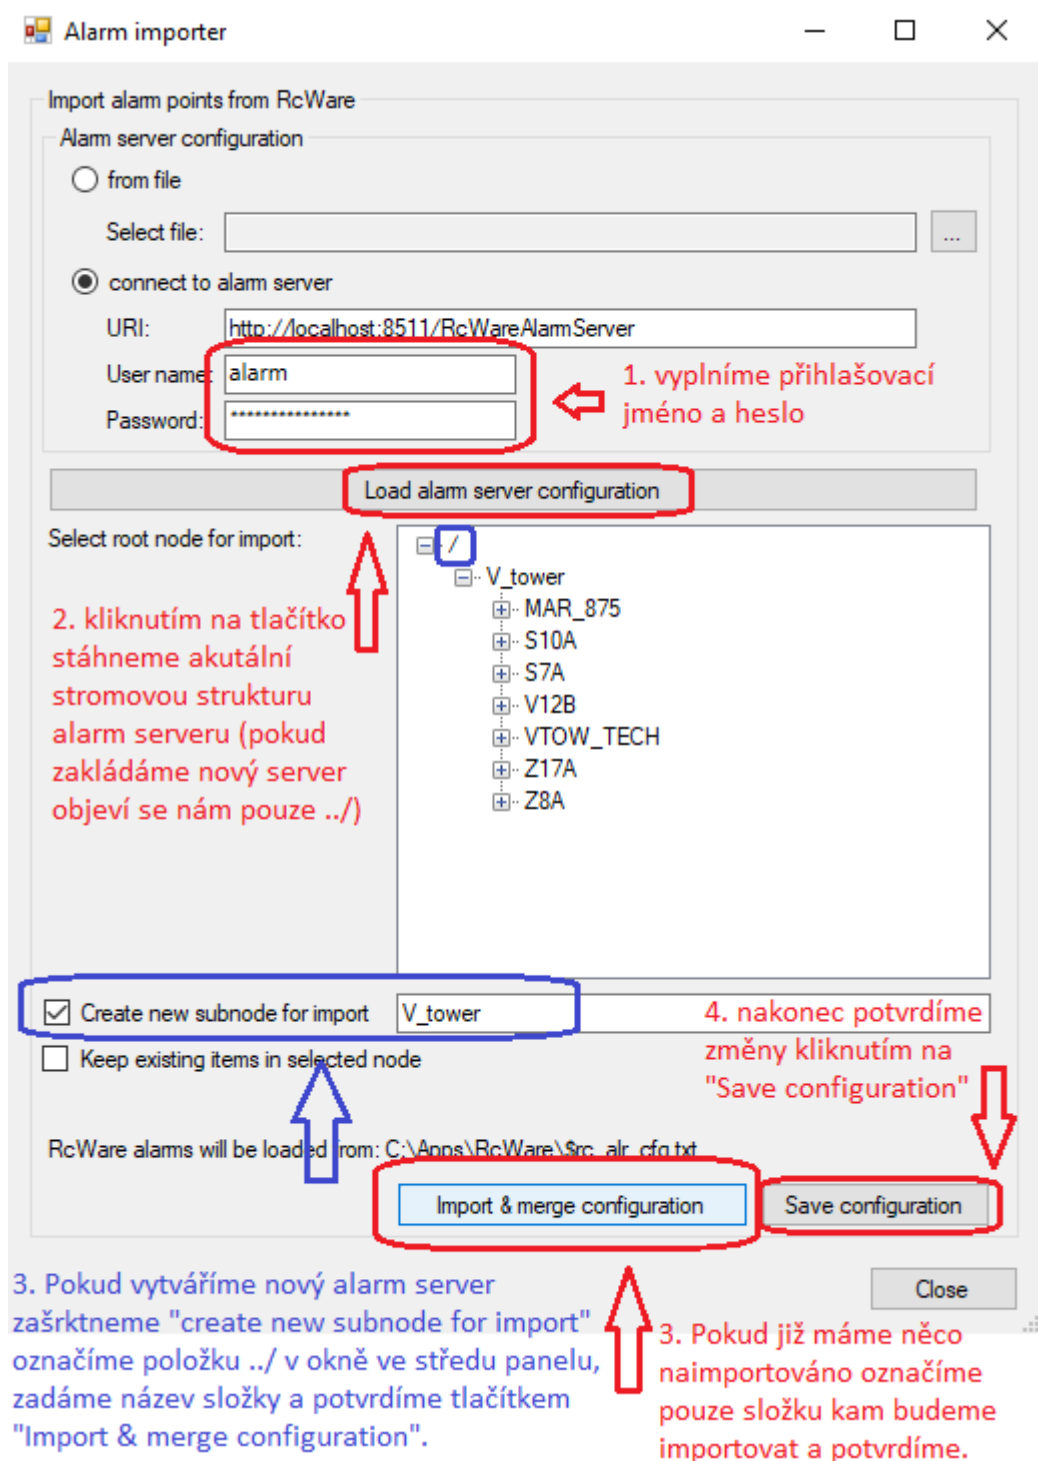 Alarm importer
Import alarm points from RcWare
Alarm server configuration
from file
Select file:
...
connect to alarm server
URI:
http://localhost:8511/RcWareAlarmServer
User name:
alarm
Password:
***************
1. vyplníme přihlašovací
jméno a heslo
Load alarm server configuration
Select root node for import:
/
V_tower
MAR_875
S10A
S7A
V12B
VTOW_TECH
Z17A
Z8A
2. kliknutím na tlačítko
stáhneme akutální
stromovou strukturu
alarm serveru (pokud
zakládáme nový server
objeví se nám pouze ../)
Create new subnode for import
V_tower
Keep existing items in selected node
4. nakonec potvrdíme
změny kliknutím na
"Save configuration"
RcWare alarms will be loaded from: C:\Apps\RcWare\$rc_alr_cfg.txt
Import & merge configuration
Save configuration
Close
3. Pokud vytváříme nový alarm server
zašrktneme "create new subnode for import"
označíme položku ../ v okně ve středu panelu,
zadáme název složky a potvrdíme tlačítkem
"Import & merge configuration".
3. Pokud již máme něco
naimportováno označíme
pouze složku kam budeme
importovat a potvrdíme.